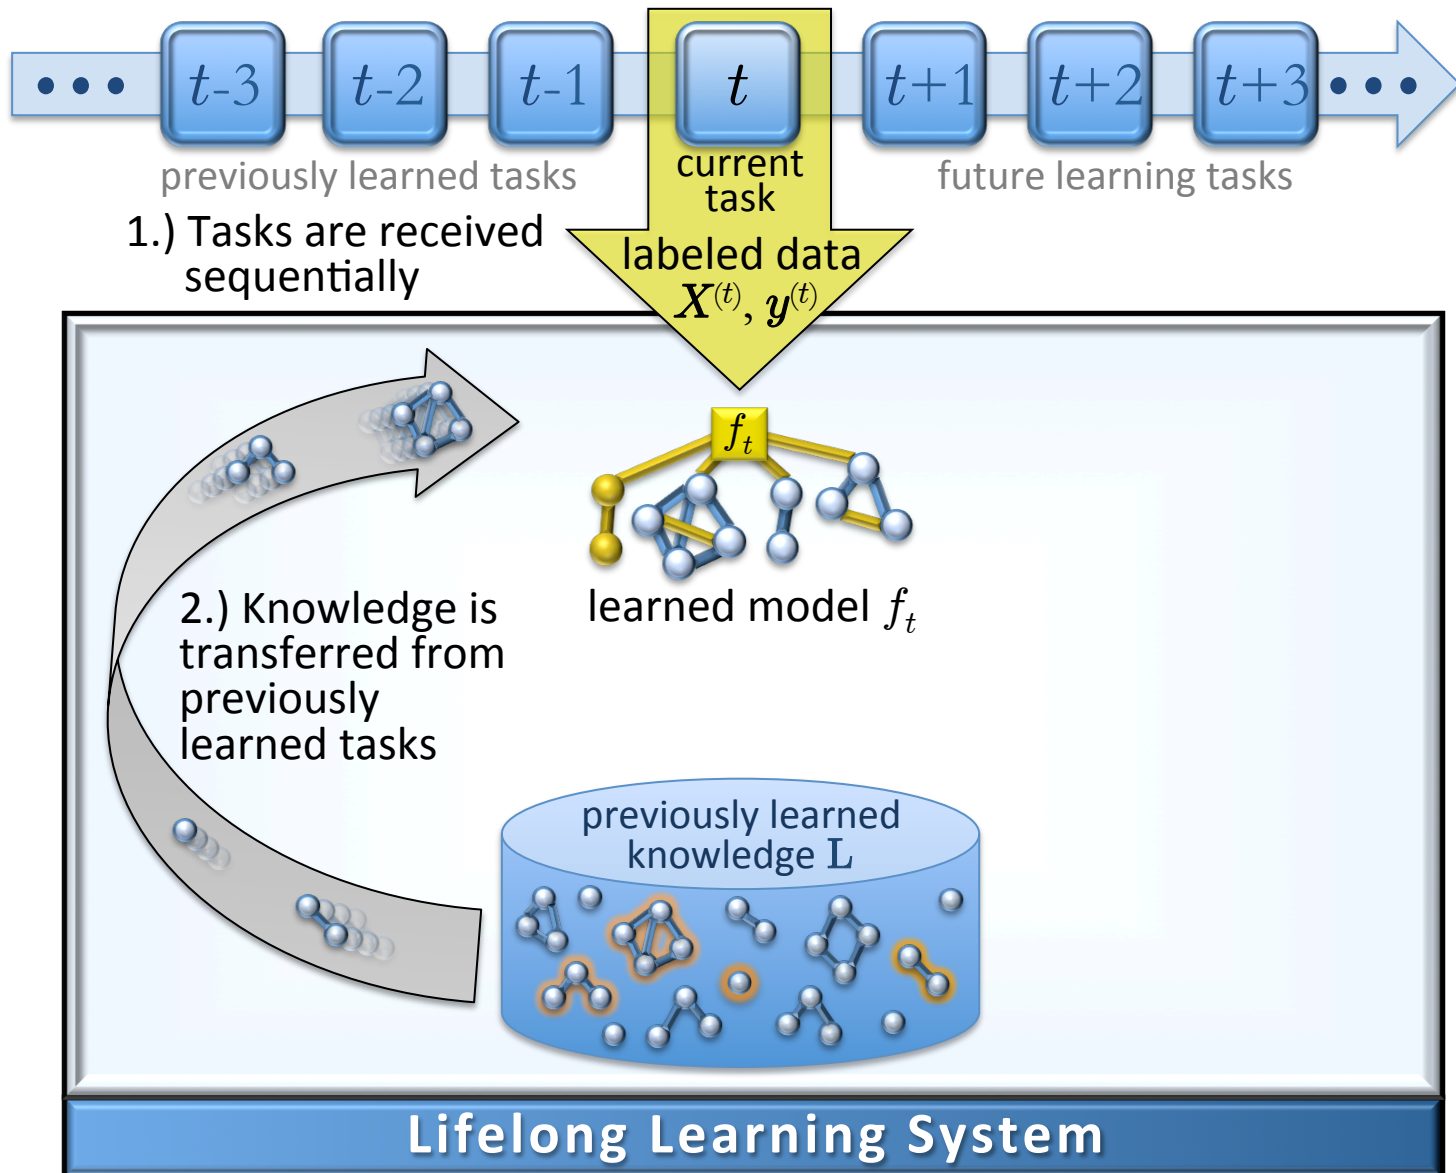 ••• t-3 t-2 t-1 t t+1 t+2 t+3 •••
previously learned tasks
current
task
future learning tasks
1.) Tasks are received
sequentially
labeled data
X^(t), y^(t)
f_t
learned model f_t
2.) Knowledge is
transferred from
previously
learned tasks
previously learned
knowledge L
Lifelong Learning System